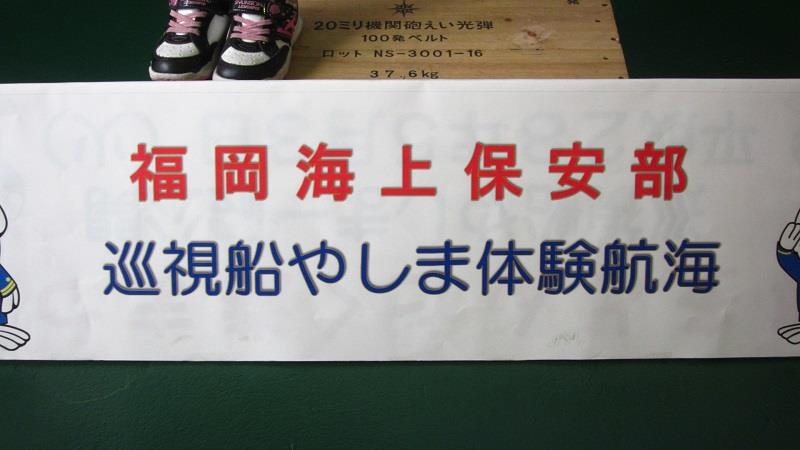 20ミリ機関砲えい光弾
100発ベルト
ロット NS-3001-16
37.6kg
福岡海上保安部
巡視船やしま体験航海